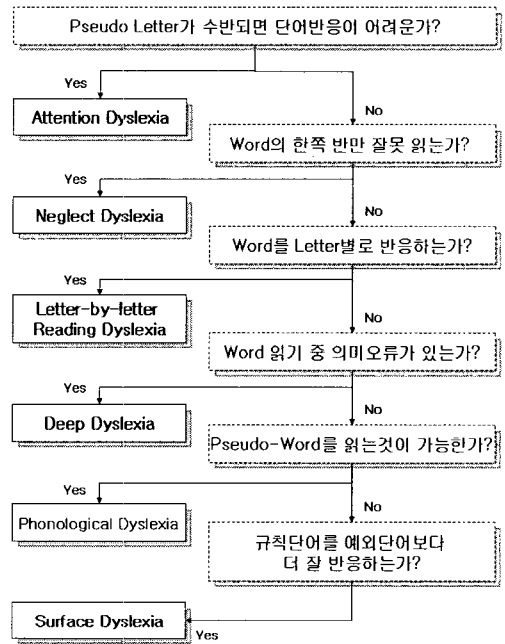 Pseudo Letter가 수반되면 단어반응이 어려운가?
Yes
Attention Dyslexia
No
Word의 한쪽 반만 잘못 읽는가?
Yes
Neglect Dyslexia
No
Word를 Letter별로 반응하는가?
Yes
Letter-by-letter
Reading Dyslexia
No
Word 읽기 중 의미오류가 있는가?
Yes
Deep Dyslexia
No
Pseudo-Word를 읽는것이 가능한가?
Yes
Phonological Dyslexia
No
규칙단어를 예외단어보다
더 잘 반응하는가?
Surface Dyslexia
Yes